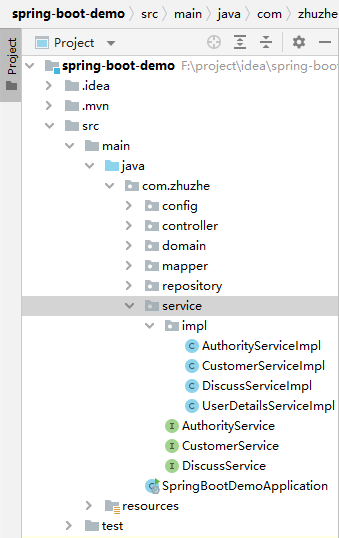 spring-boot-demo src main java com zhuzhe
Project
Project
spring-boot-demo F:\project\idea\spring-boo
.idea
.mvn
src
main
java
com.zhuzhe
config
controller
domain
mapper
repository
service
impl
AuthorityServiceImpl
CustomerServiceImpl
DiscussServiceImpl
UserDetailsServiceImpl
AuthorityService
CustomerService
DiscussService
SpringBootDemoApplication
resources
test